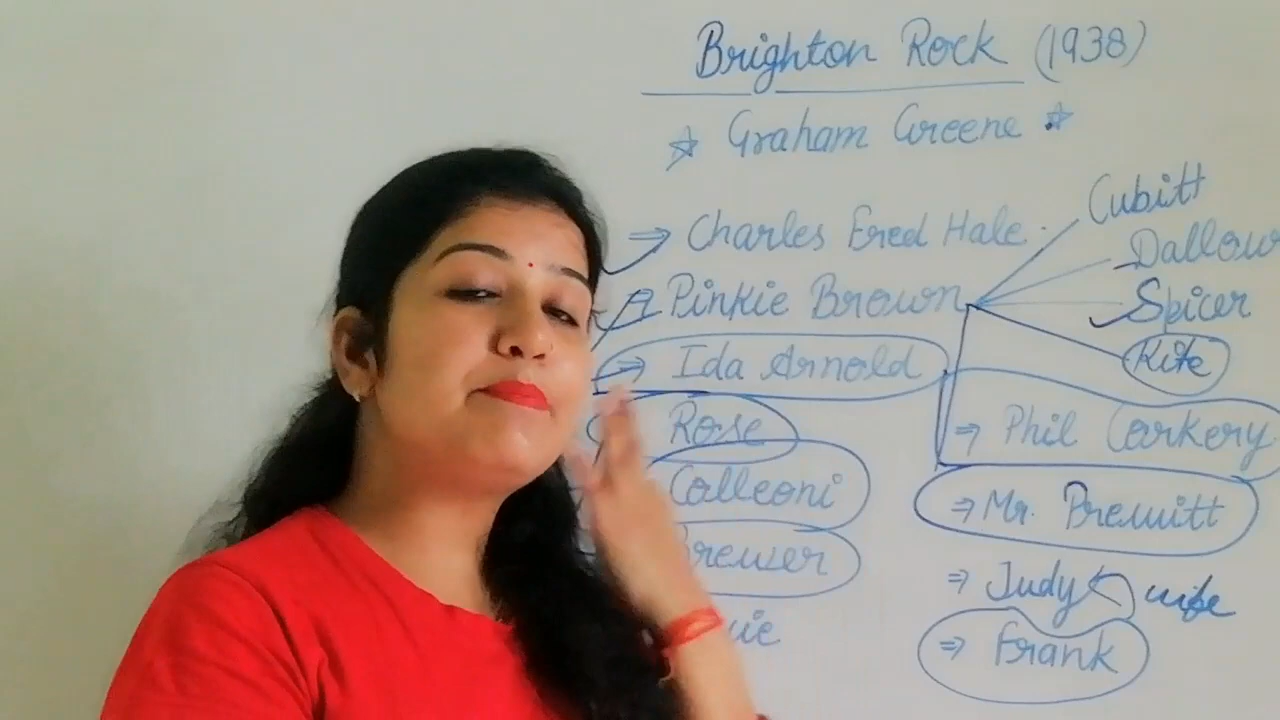 Brighton Rock (1938)
Graham Greene
Charles Fred Hale
Pinkie Brown
Ida Arnold
Rose
Colleoni
Brewer
Cubitt
Dallow
Spicer
Kite
Phil Corkery
Mr. Prewitt
Judy wife
Frank